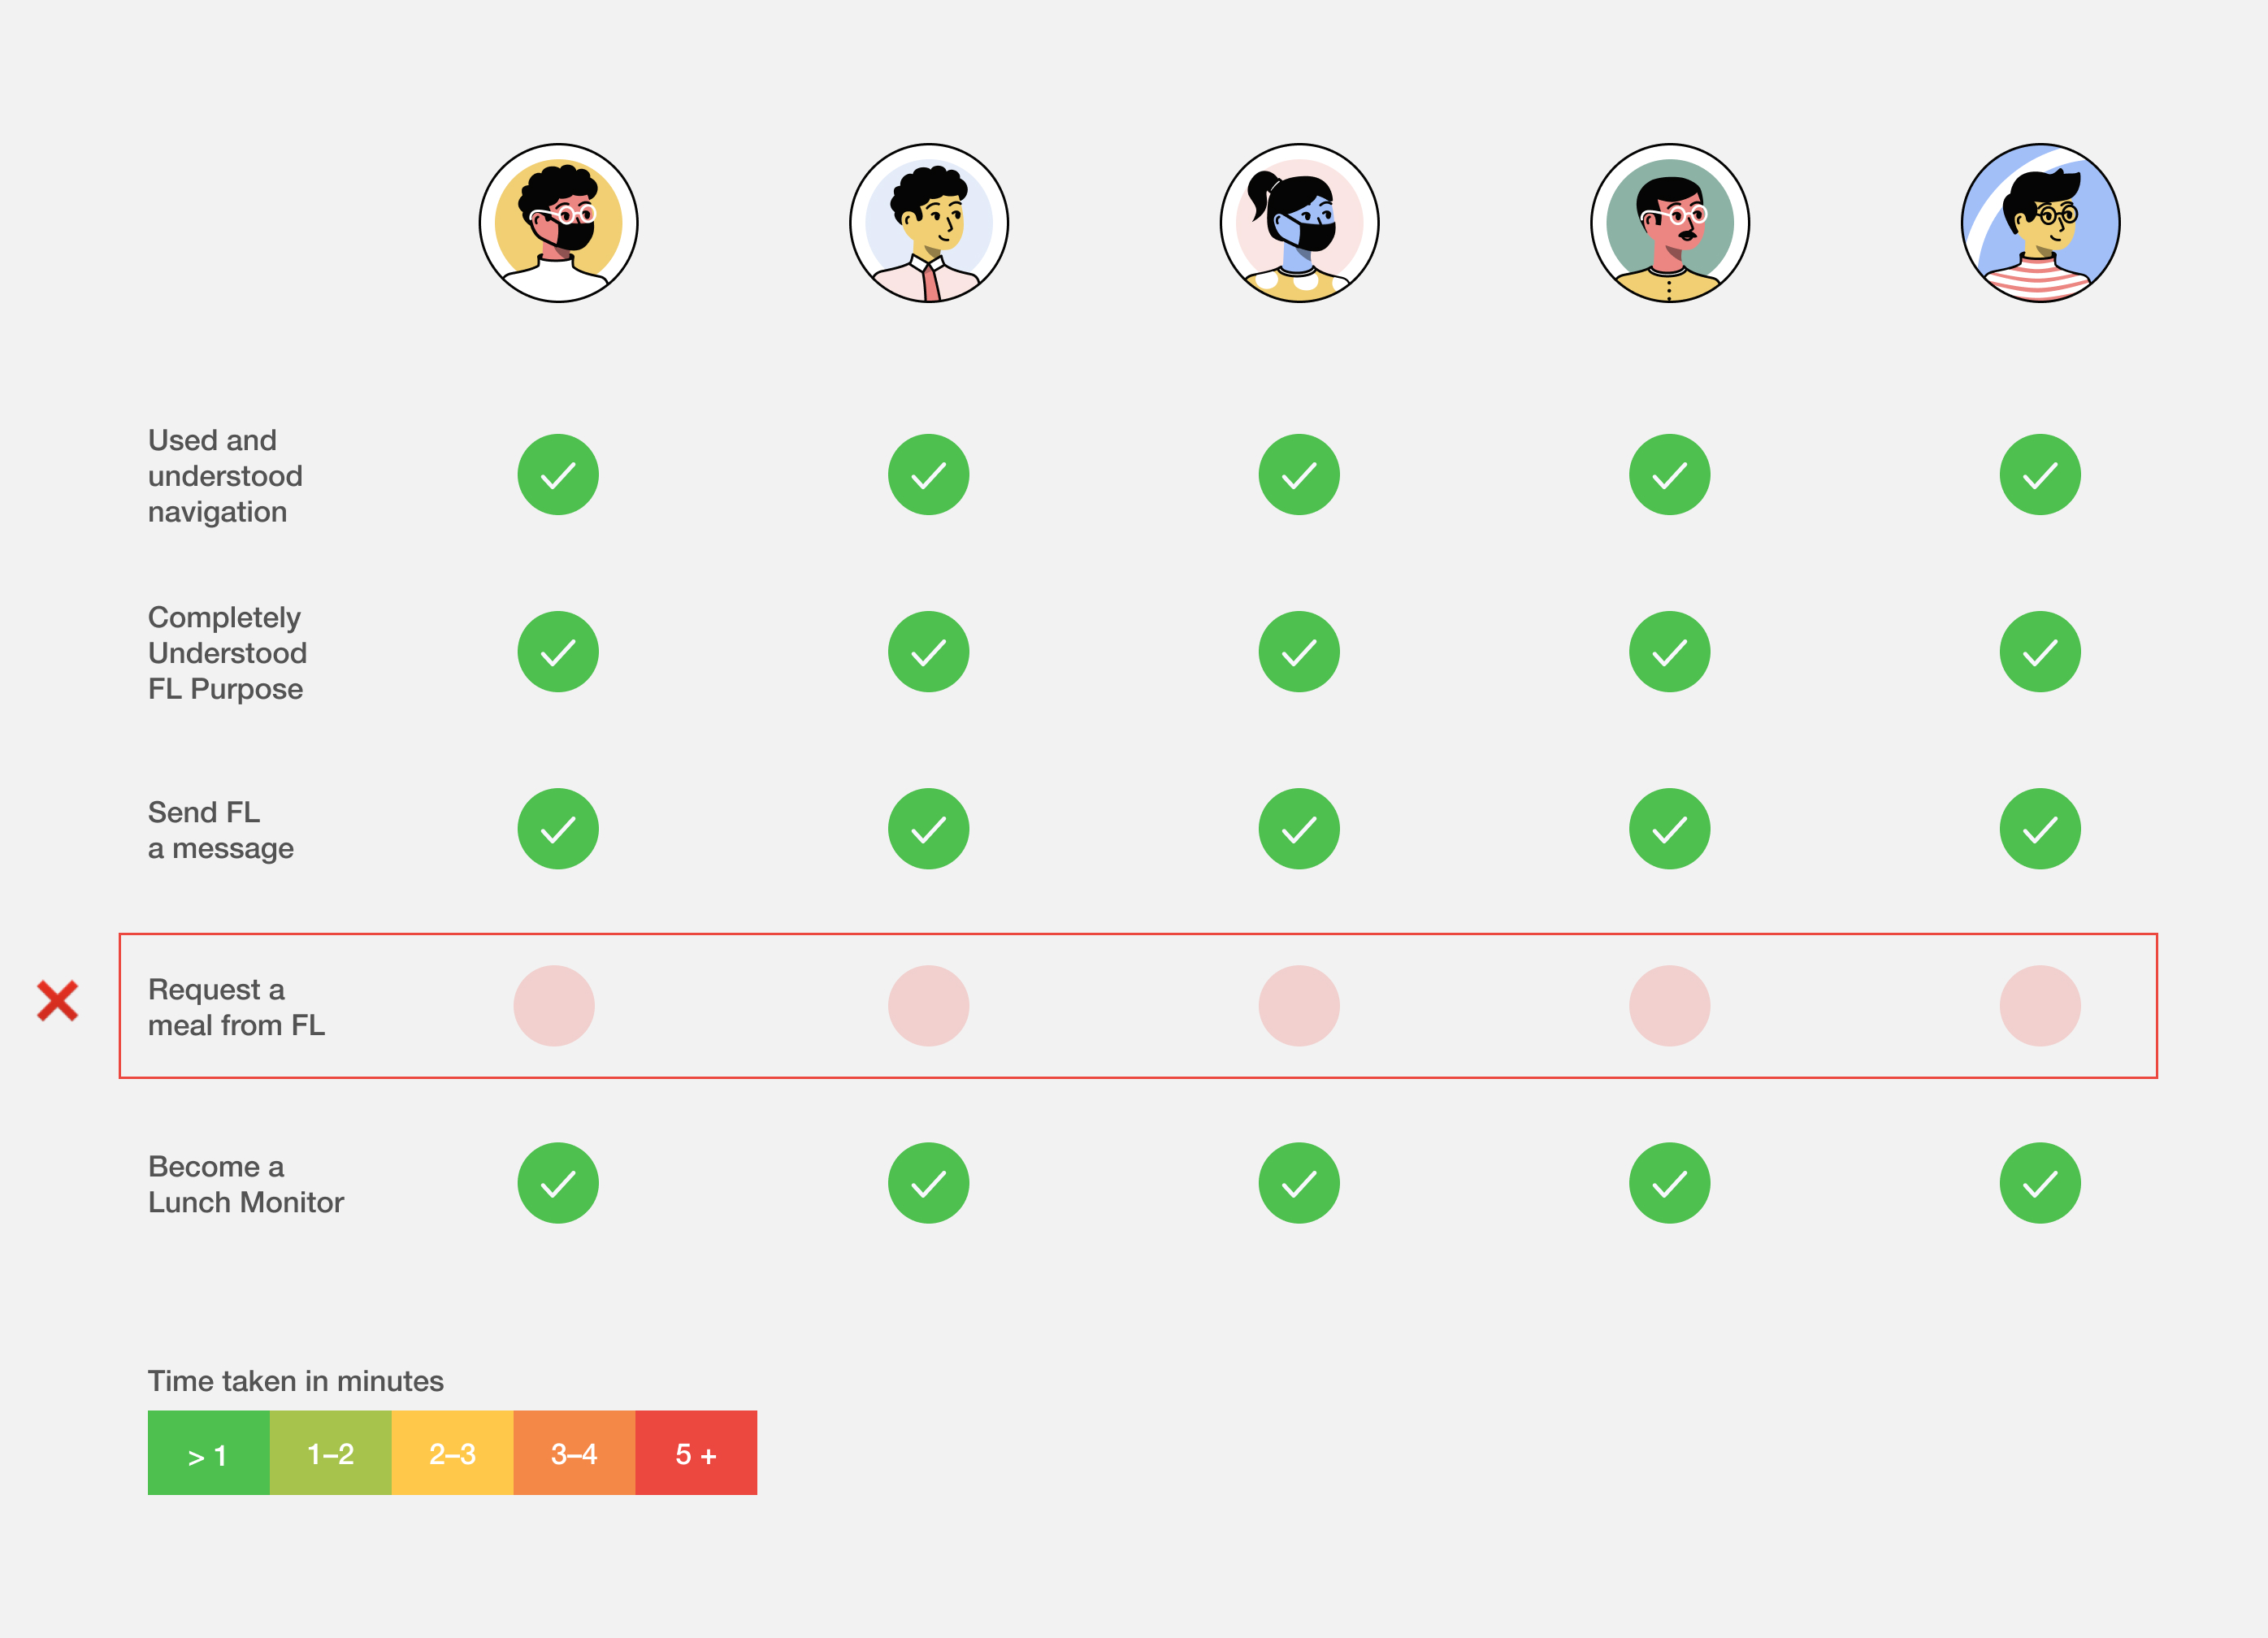 Used and
understood
navigation
Completely
Understood
FL Purpose
Send FL
a message
Request a
meal from FL
Become a
Lunch Monitor
Time taken in minutes
> 1 1–2 2–3 3–4 5 +